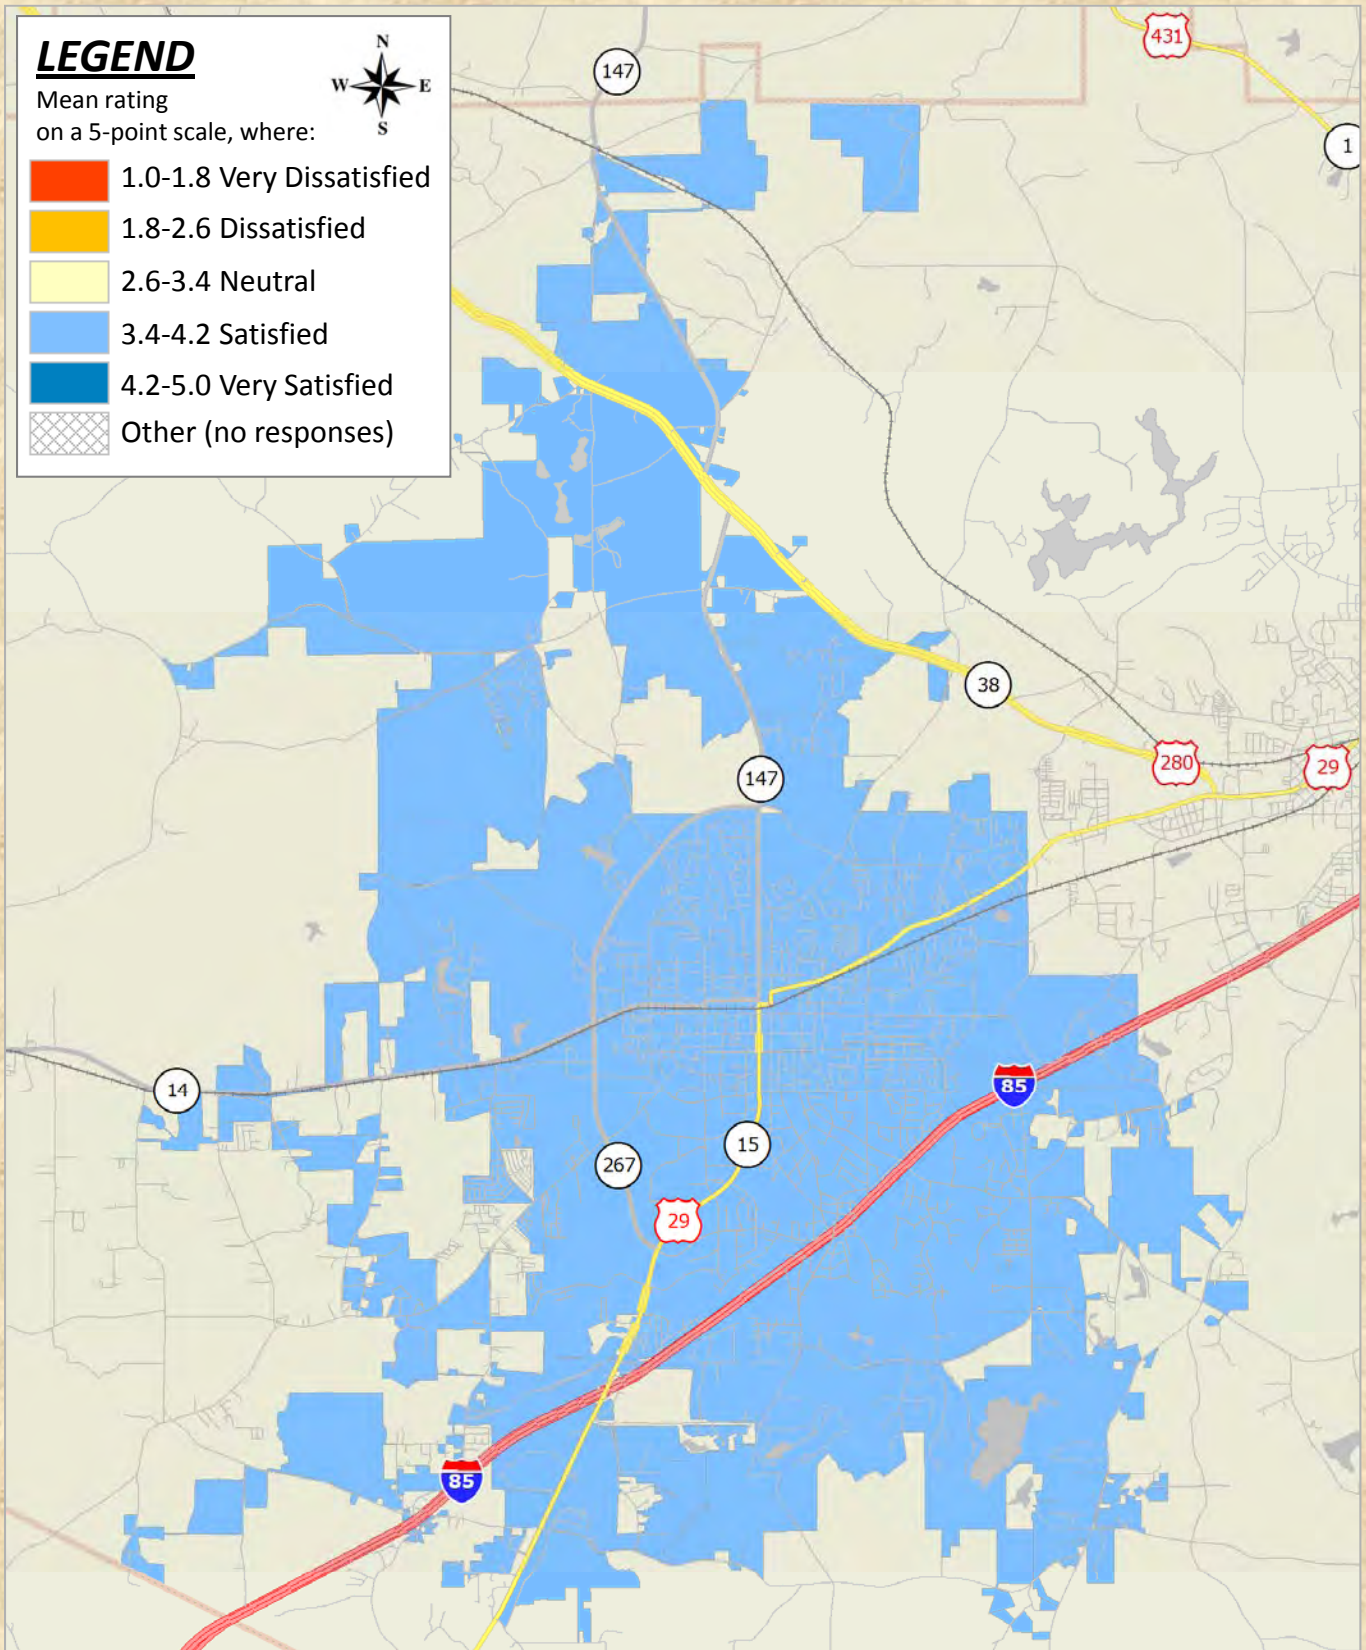 LEGEND
N
W E
S
Mean rating
on a 5-point scale, where:
1.0-1.8 Very Dissatisfied
1.8-2.6 Dissatisfied
2.6-3.4 Neutral
3.4-4.2 Satisfied
4.2-5.0 Very Satisfied
Other (no responses)
431
147
1
38
280
29
147
14
85
15
267
29
85